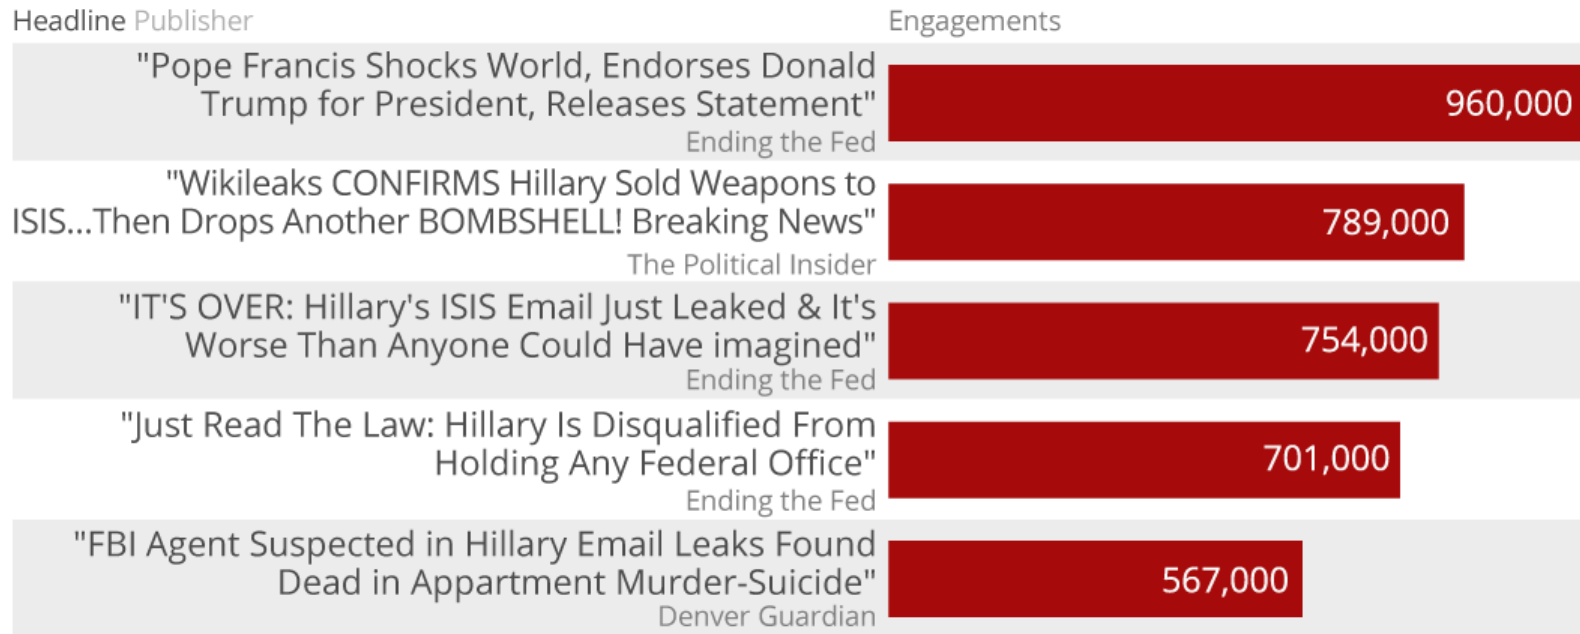 Headline Publisher Engagements
"Pope Francis Shocks World, Endorses Donald
Trump for President, Releases Statement"
Ending the Fed
960,000
"Wikileaks CONFIRMS Hillary Sold Weapons to
ISIS...Then Drops Another BOMBSHELL! Breaking News"
The Political Insider
789,000
"IT'S OVER: Hillary's ISIS Email Just Leaked & It's
Worse Than Anyone Could Have imagined"
Ending the Fed
754,000
"Just Read The Law: Hillary Is Disqualified From
Holding Any Federal Office"
Ending the Fed
701,000
"FBI Agent Suspected in Hillary Email Leaks Found
Dead in Appartment Murder-Suicide"
Denver Guardian
567,000